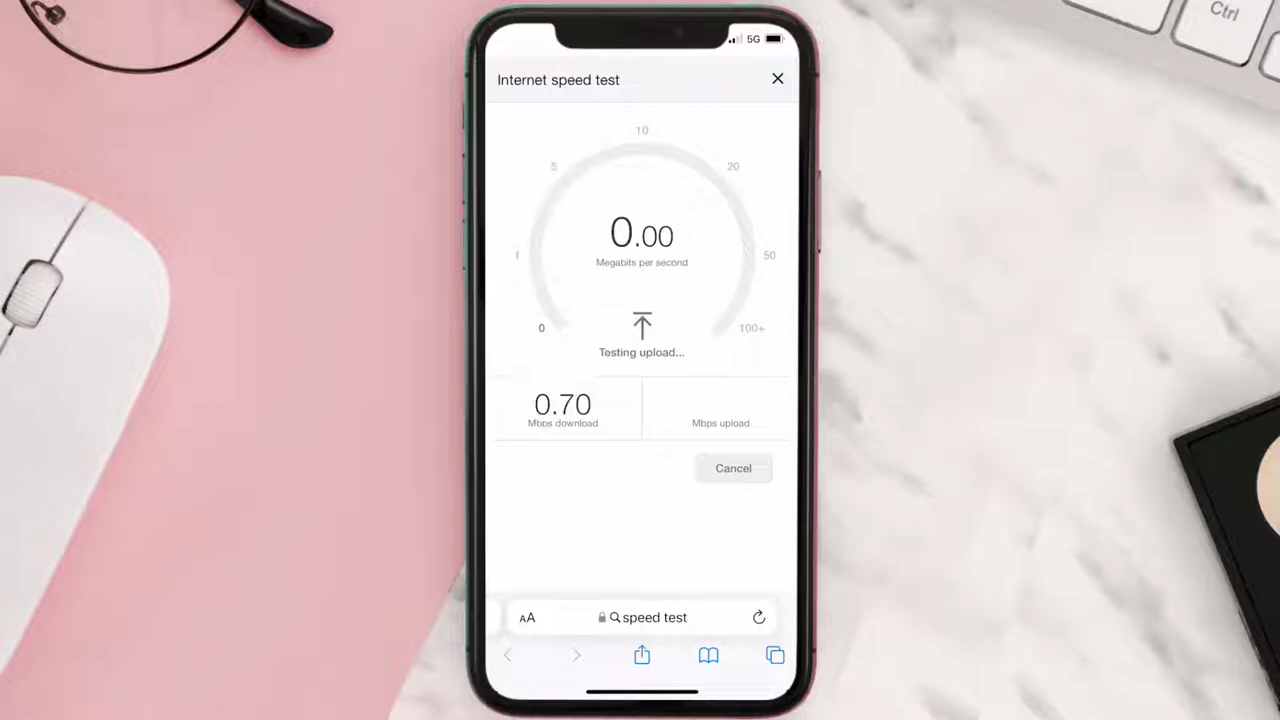 Ctrl
5G
Internet speed test
10
5
20
0.00
1
50
Megabits per second
0
100+
Testing upload...
0.70
Mbps download
Mbps upload
Cancel
AA
speed test